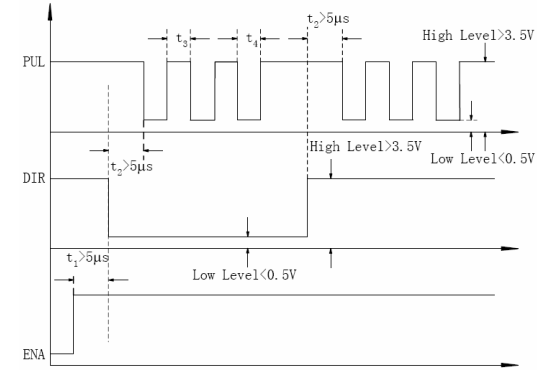 t₂>5μs
t₃
t₄
High Level>3.5V
PUL
High Level>3.5V
Low Level<0.5V
t₂>5μs
DIR
t₁>5μs
Low Level<0.5V
ENA